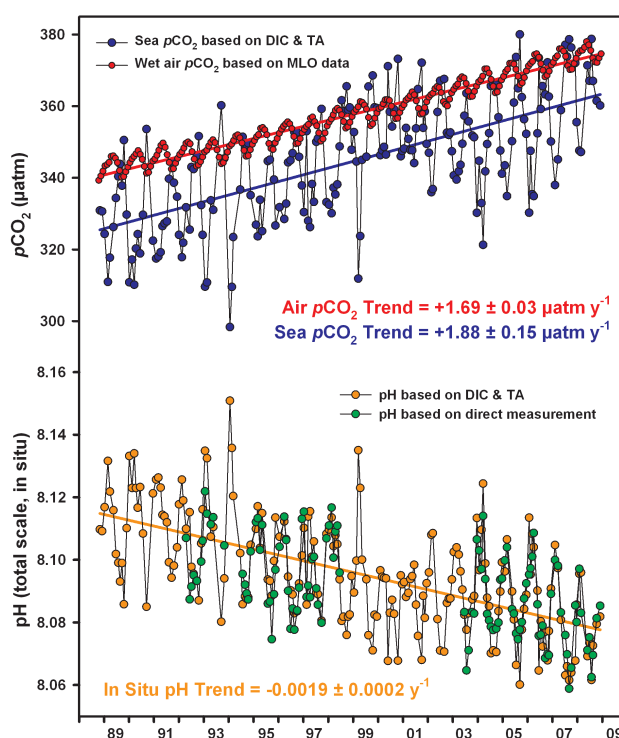 380
360
340
320
300
pCO₂ (µatm)
Sea pCO₂ based on DIC & TA
Wet air pCO₂ based on MLO data
Air pCO₂ Trend = +1.69 ± 0.03 µatm y⁻¹
Sea pCO₂ Trend = +1.88 ± 0.15 µatm y⁻¹
8.16
8.14
8.12
8.10
8.08
8.06
pH (total scale, in situ)
pH based on DIC & TA
pH based on direct measurement
In Situ pH Trend = -0.0019 ± 0.0002 y⁻¹
89 91 93 95 97 99 01 03 05 07 09